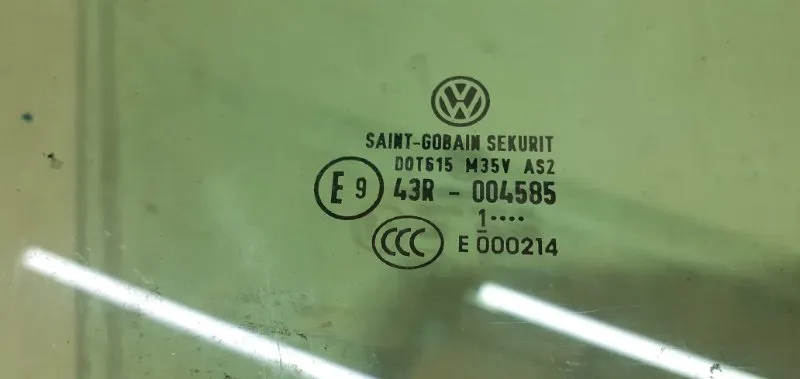 SAINT-GOBAIN SEKURIT
DOT615 M35V AS2
E 9 43R - 004585
1····
CCC E 000214